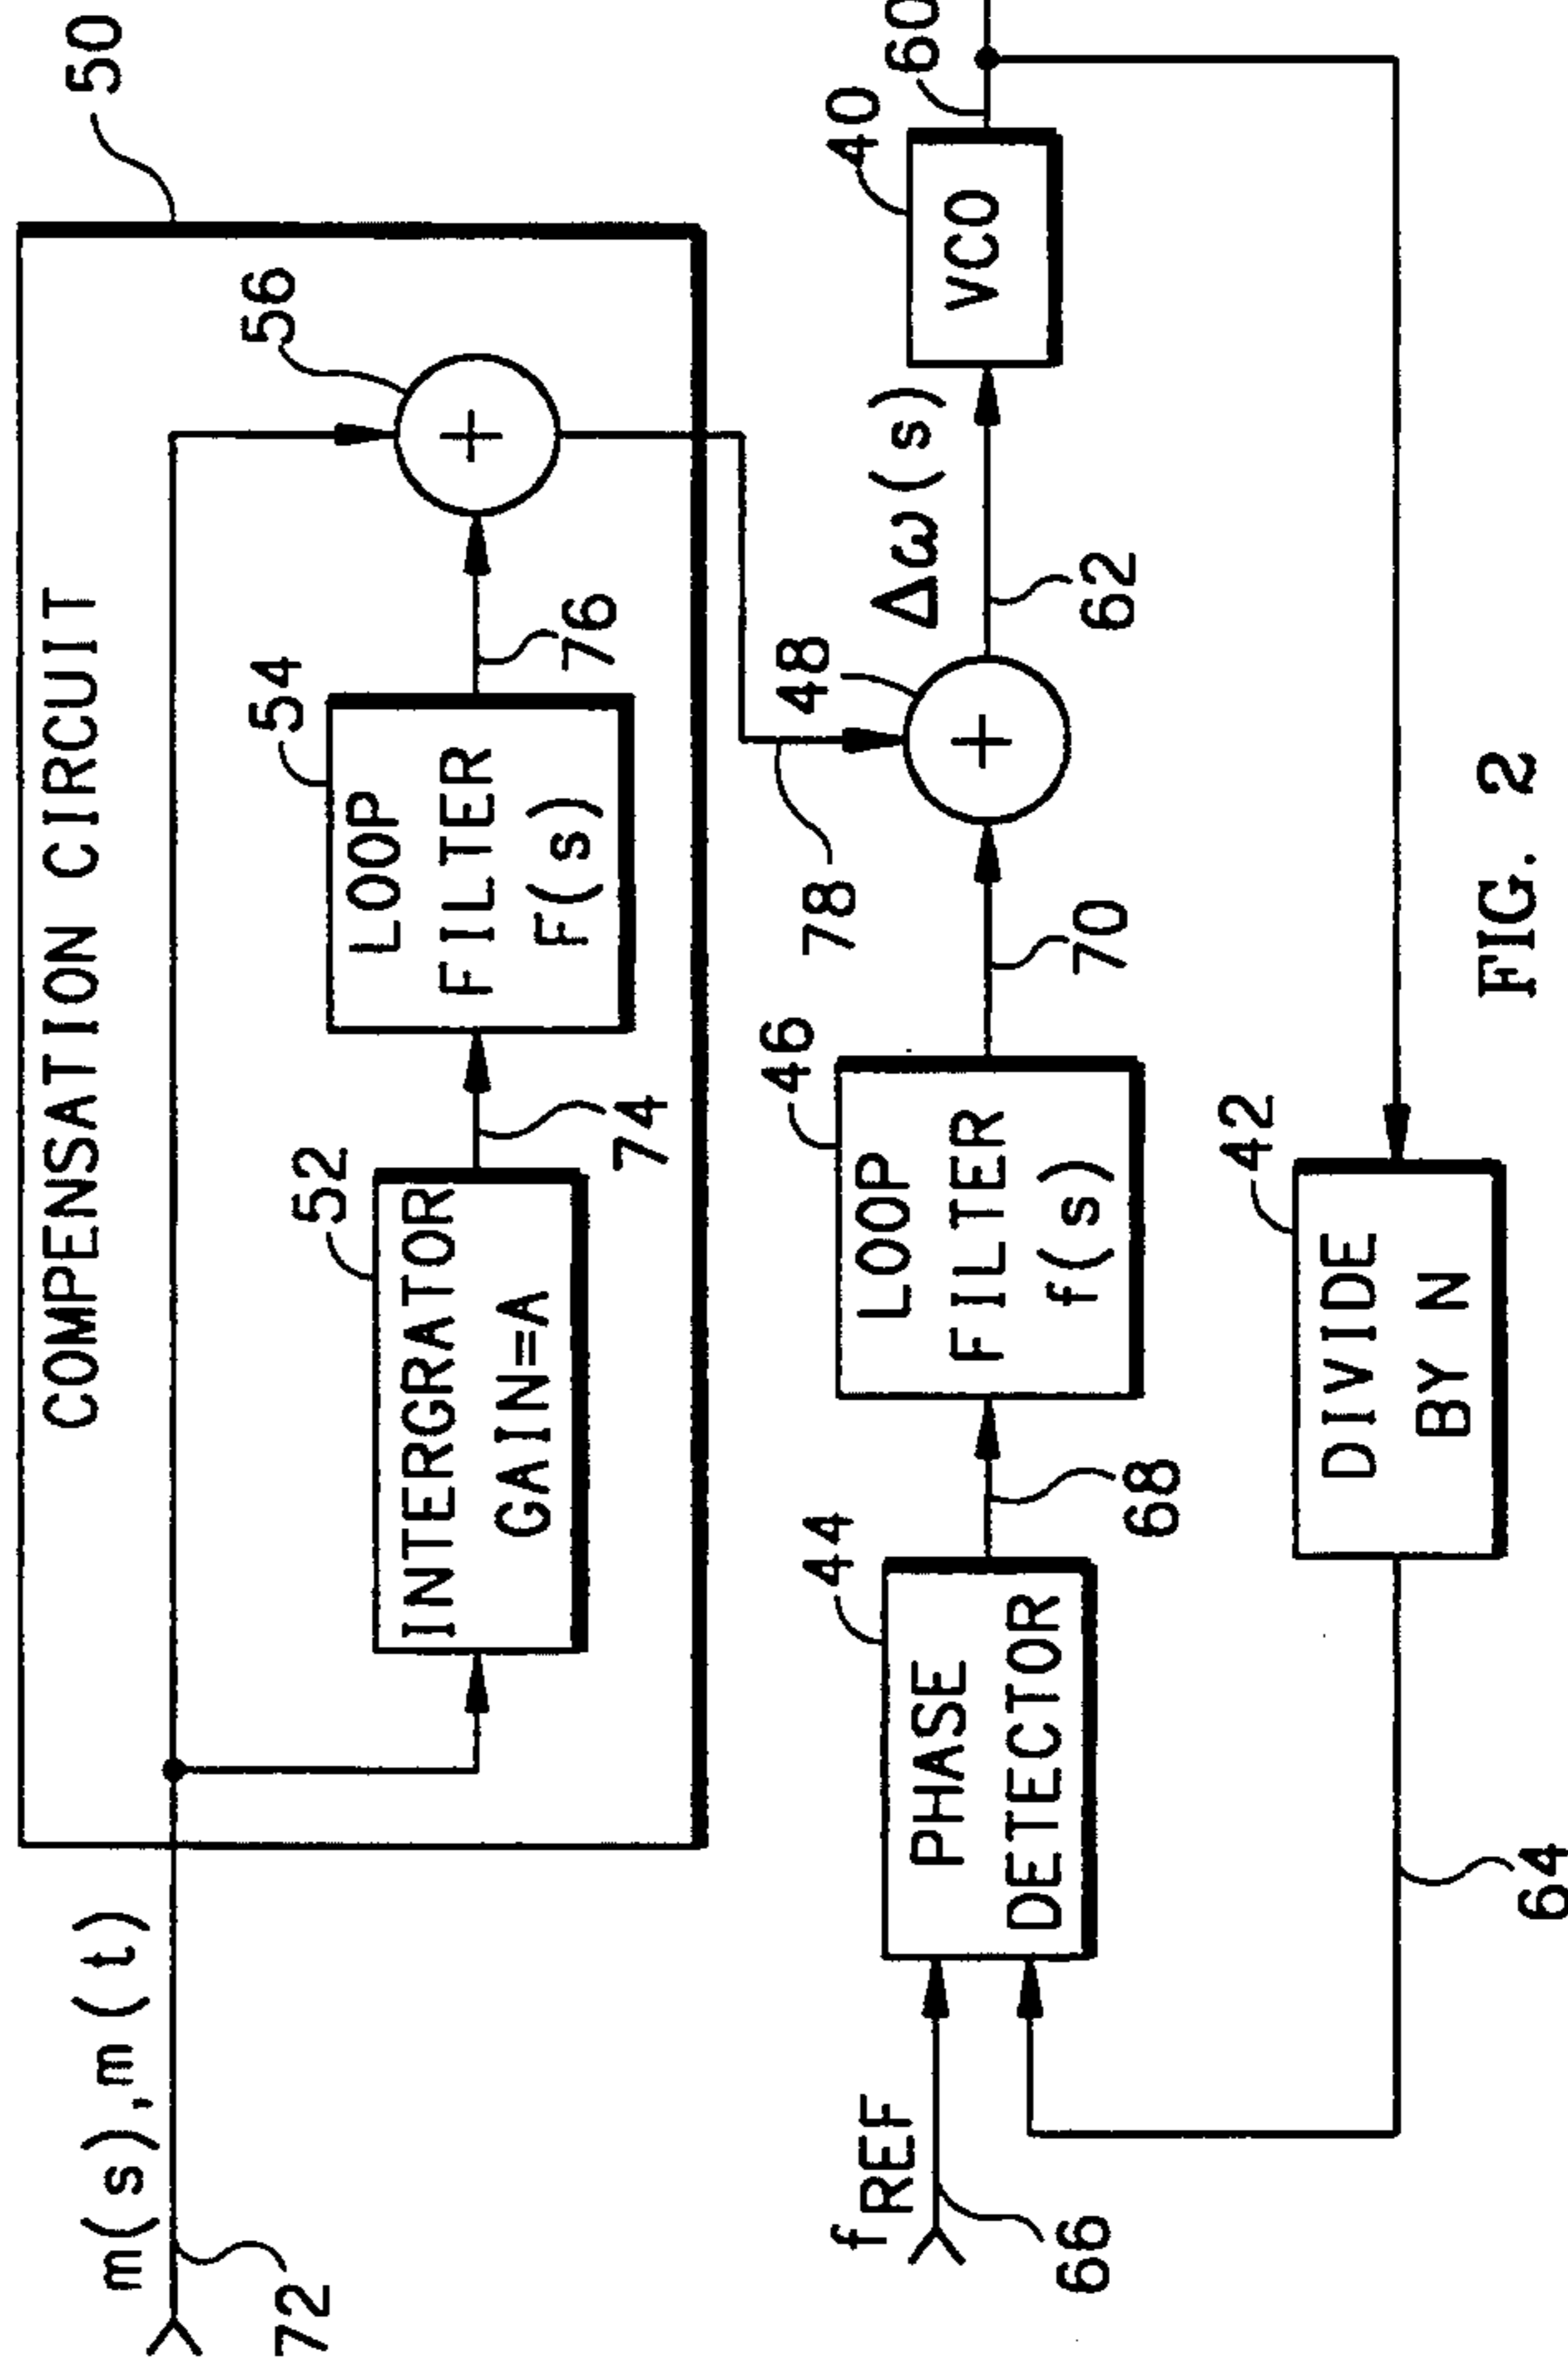 50
COMPENSATION CIRCUIT
m(s),m(t)
72
52
INTERGRATOR
GAIN=A
74
54
LOOP
FILTER
F(s)
76
56
78
f REF
66
44
PHASE
DETECTOR
68
46
LOOP
FILTER
f(s)
70
48
Δω(s)
62
40
VCO
60
42
DIVIDE
BY N
64
FIG. 2